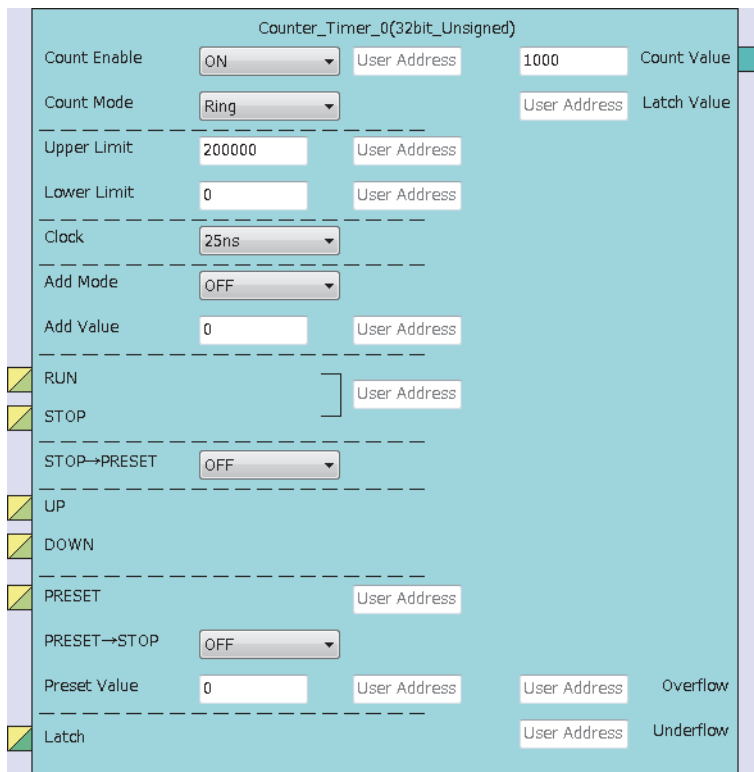 Counter_Timer_0(32bit_Unsigned)
Count Enable ON User Address 1000 Count Value
Count Mode Ring User Address Latch Value
Upper Limit 200000 User Address
Lower Limit 0 User Address
Clock 25ns
Add Mode OFF
Add Value 0 User Address
RUN
User Address
STOP
STOP→PRESET OFF
UP
DOWN
PRESET User Address
PRESET→STOP OFF
Preset Value 0 User Address User Address Overflow
Latch User Address Underflow